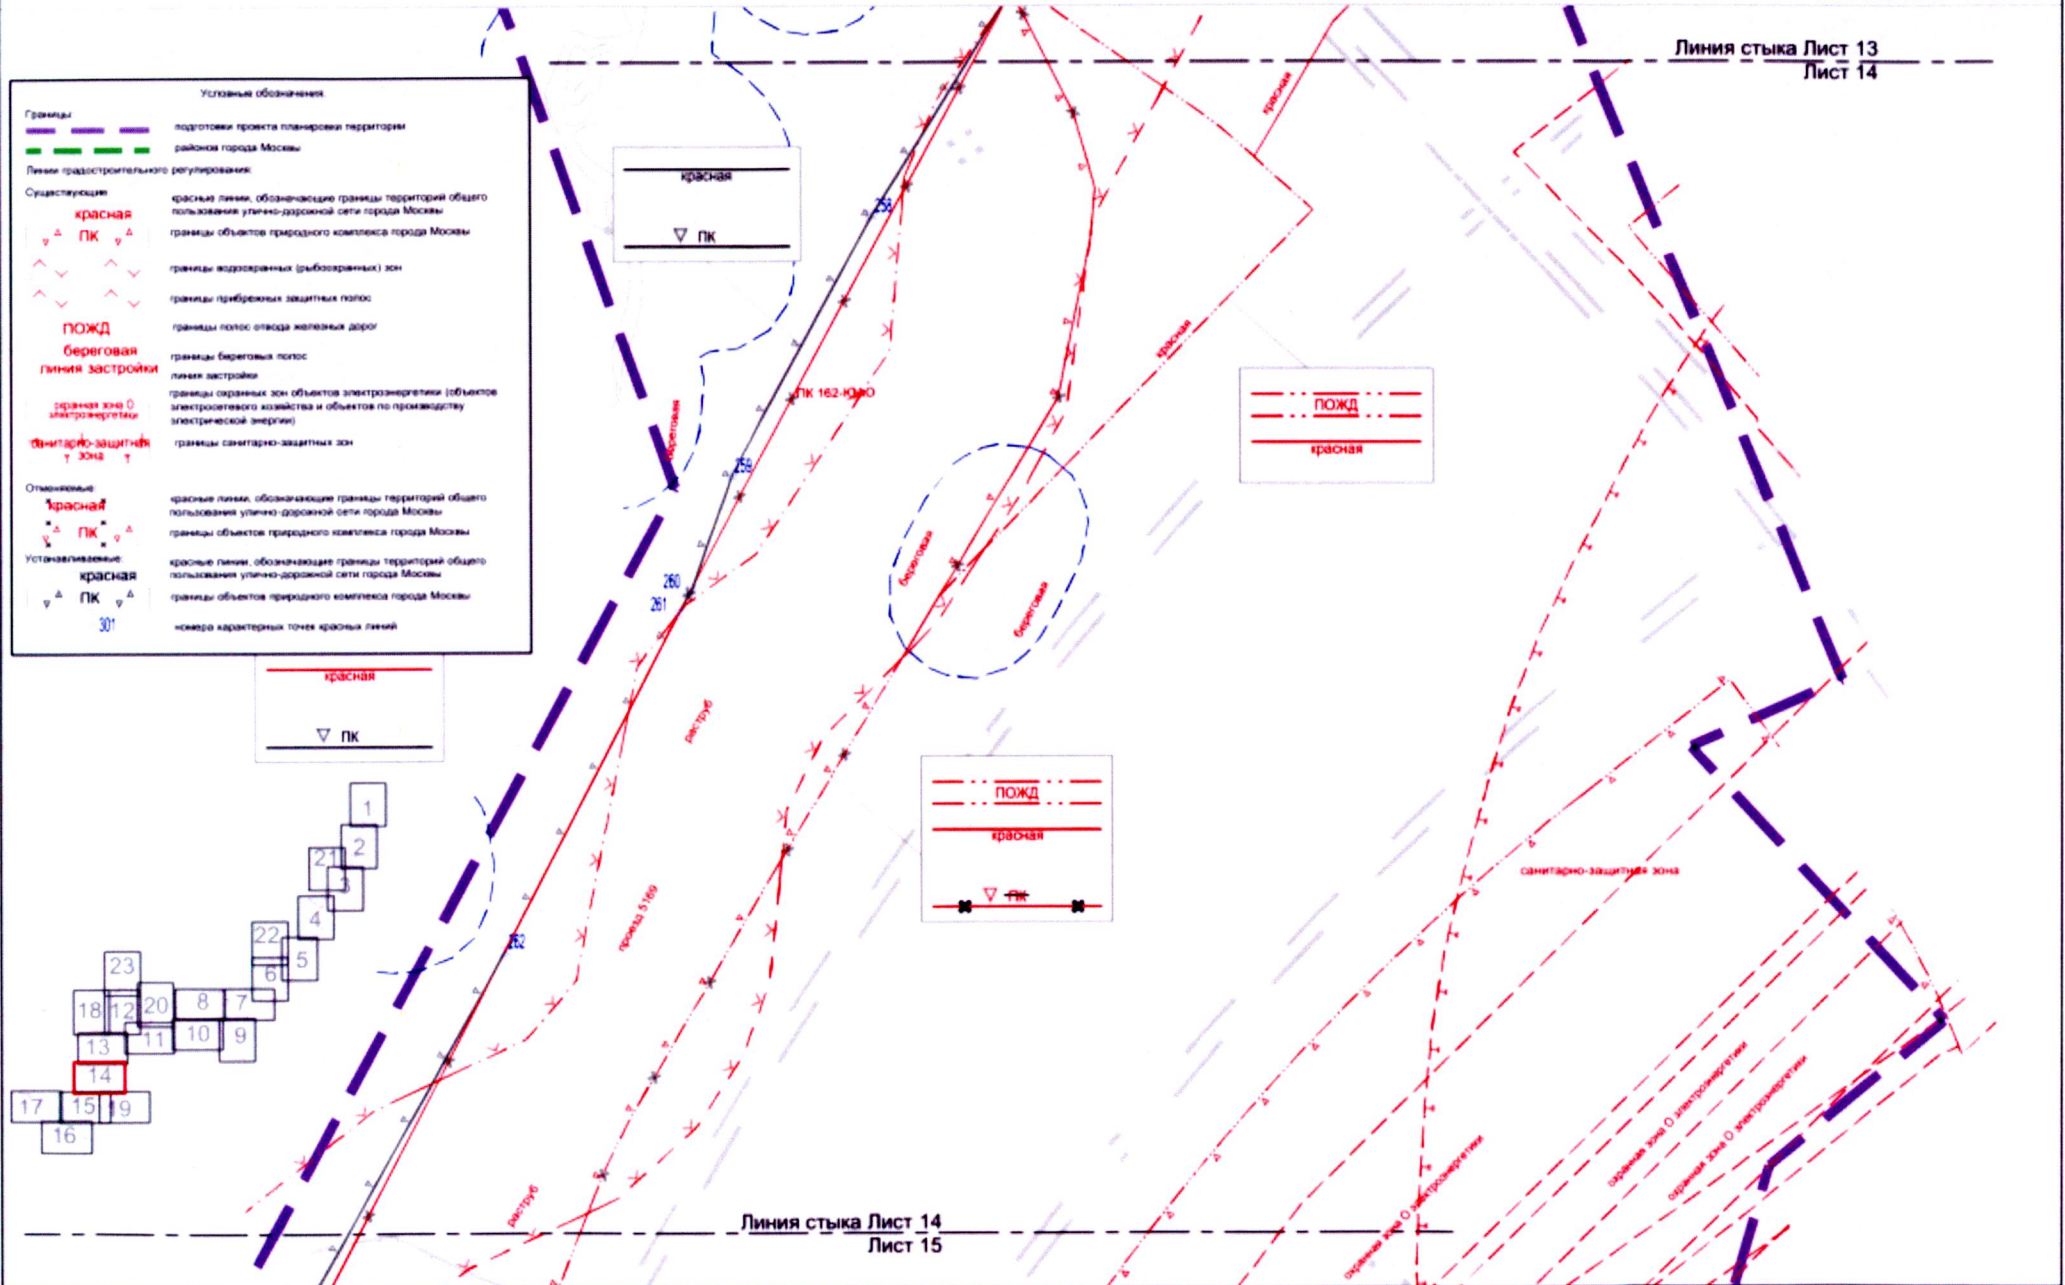 Линия стыка Лист 13
Лист 14
Условные обозначения:
Границы
подготовки проекта планировки территории
районов города Москвы
Линии градостроительного регулирования:
Существующие
красная
красные линии, обозначающие границы территорий общего
пользования улично-дорожной сети города Москвы
ПК
границы объектов природного комплекса города Москвы
границы водоохранных (рыбоохранных) зон
границы прибрежных защитных полос
ПОЖД
границы полос отвода железных дорог
береговая
границы береговых полос
линия застройки
линия застройки
охранная зона О
электроэнергетики
границы охранных зон объектов электроэнергетики (объектов
электросетевого хозяйства и объектов по производству
электрической энергии)
санитарно-защитная
зона
границы санитарно-защитных зон
Отменяемые:
красная
красные линии, обозначающие границы территорий общего
пользования улично-дорожной сети города Москвы
ПК
границы объектов природного комплекса города Москвы
Устанавливаемые:
красная
красные линии, обозначающие границы территорий общего
пользования улично-дорожной сети города Москвы
ПК
границы объектов природного комплекса города Москвы
301
номера характерных точек красных линий
красная
ПК
красная
258
красная
ПК 162-ЮАО
ПОЖД
красная
береговая
259
260
261
береговая
береговая
красная
ПК
раструб
ПОЖД
красная
ПК
санитарно-защитная зона
проезд 5169
262
1
2
21
3
4
22
5
6
23
18
12
20
8
7
13
11
10
9
14
17
15
19
16
охранная зона О электроэнергетики
охранная зона О электроэнергетики
охранная зона О электроэнергетики
раструб
Линия стыка Лист 14
Лист 15